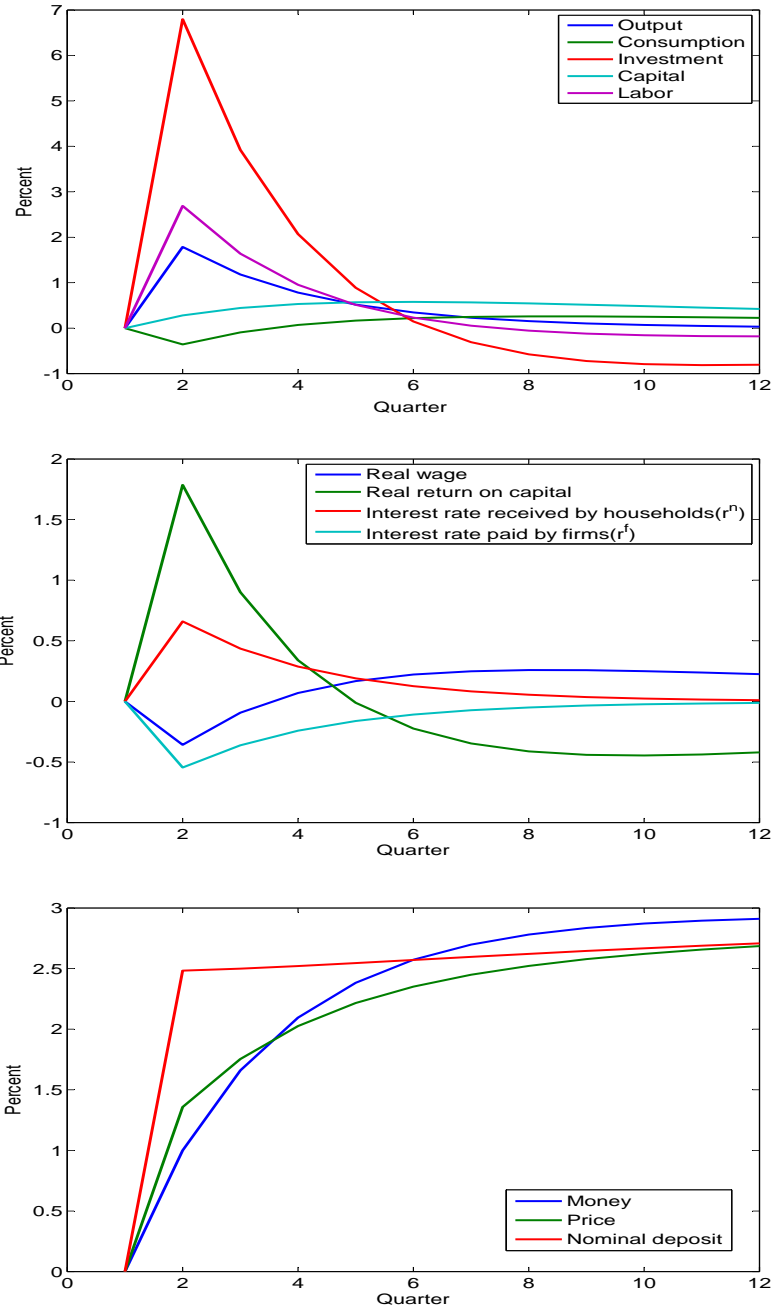 7
6
5
4
3
2
1
0
-1
Percent
Output
Consumption
Investment
Capital
Labor
0 2 4 6 8 10 12
Quarter
2
1.5
1
0.5
0
-0.5
-1
Percent
Real wage
Real return on capital
Interest rate received by households(rⁿ)
Interest rate paid by firms(rᶠ)
0 2 4 6 8 10 12
Quarter
3
2.5
2
1.5
1
0.5
0
Percent
Money
Price
Nominal deposit
0 2 4 6 8 10 12
Quarter